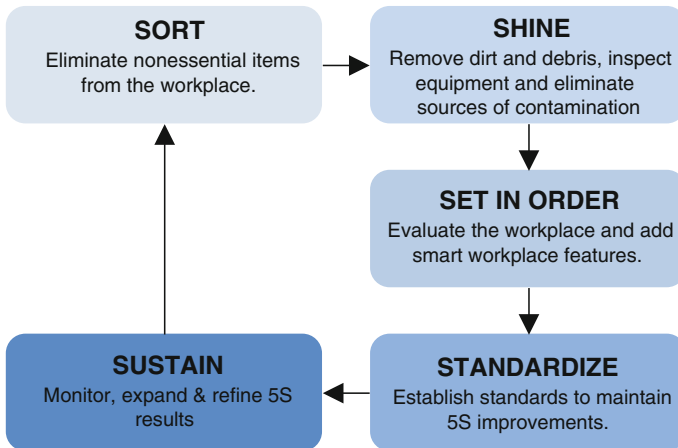 SORT
Eliminate nonessential items
from the workplace.
SHINE
Remove dirt and debris, inspect
equipment and eliminate
sources of contamination
SET IN ORDER
Evaluate the workplace and add
smart workplace features.
STANDARDIZE
Establish standards to maintain
5S improvements.
SUSTAIN
Monitor, expand & refine 5S
results